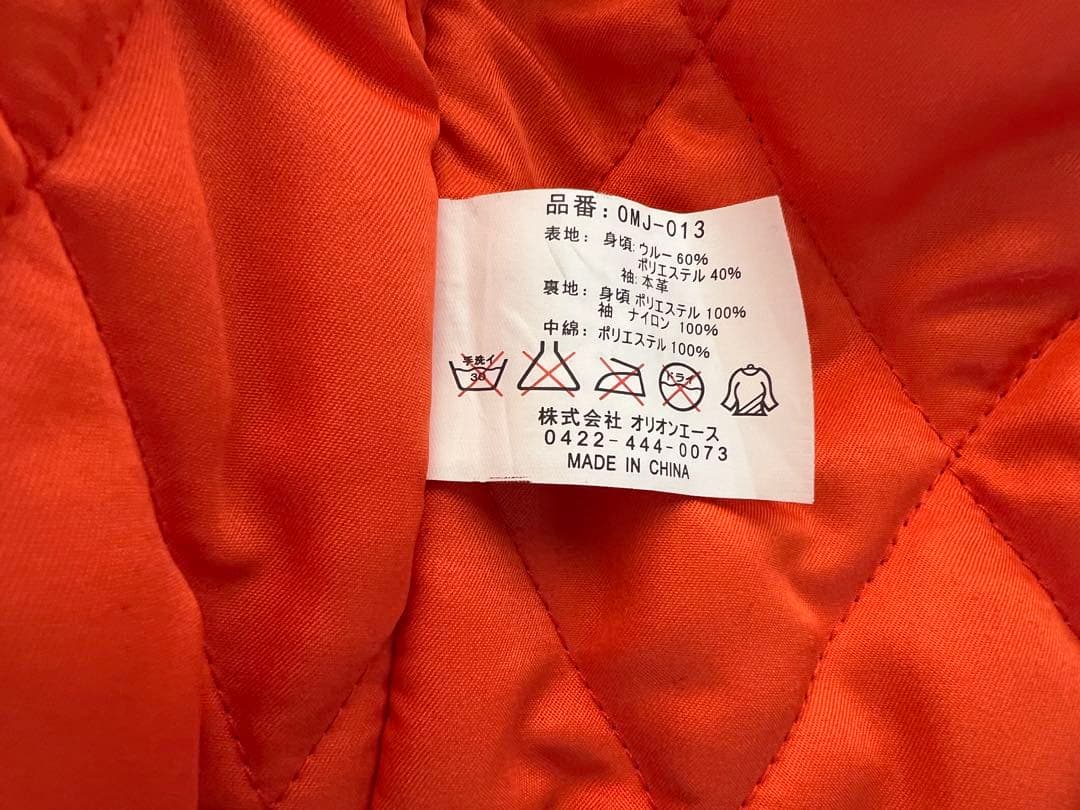 品番: OMJ-013
表地: 身頃: ウルー 60%
ポリエステル 40%
袖: 本革
裏地: 身頃 ポリエステル 100%
袖 ナイロン 100%
中綿: ポリエステル 100%
手洗イ 30 ドライ
株式会社 オリオンエース
0422-444-0073
MADE IN CHINA